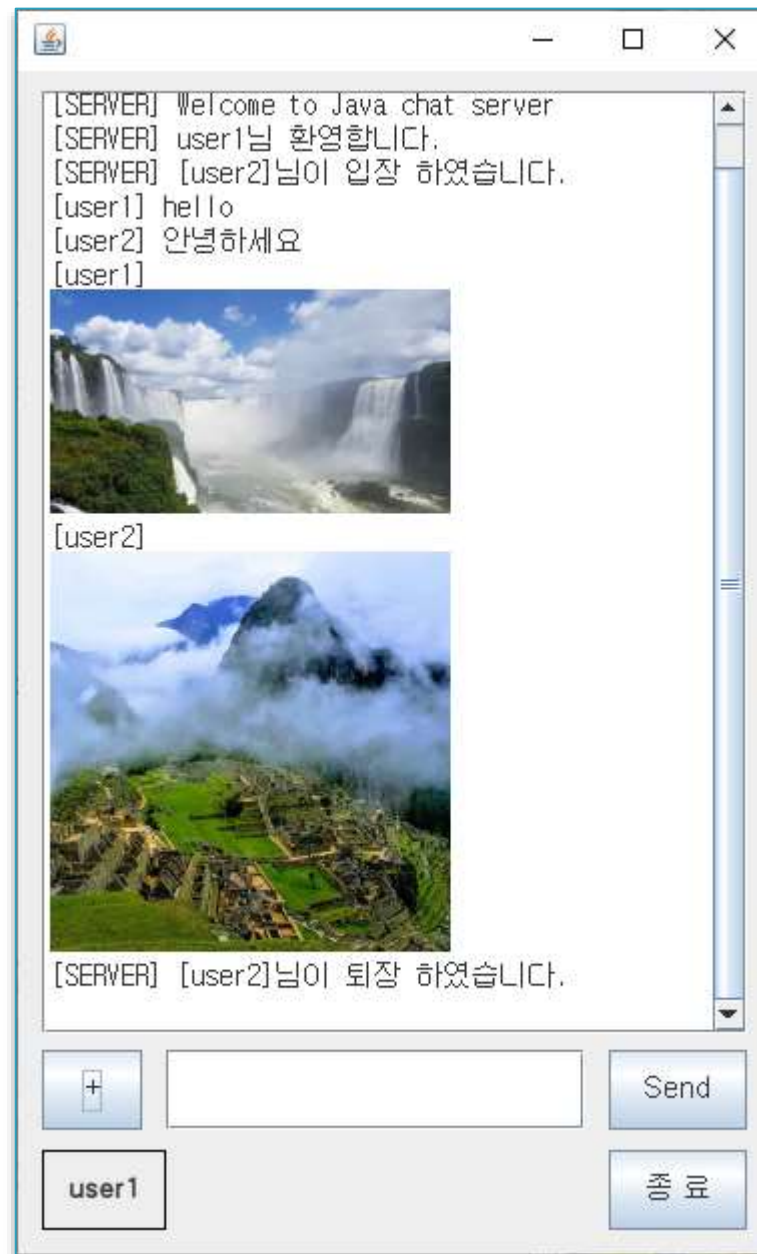 [SERVER] Welcome to Java chat server
[SERVER] user1님 환영합니다.
[SERVER] [user2]님이 입장 하였습니다.
[user1] hello
[user2] 안녕하세요
[user1]
[user2]
[SERVER] [user2]님이 퇴장 하였습니다.
+
Send
user1
종 료